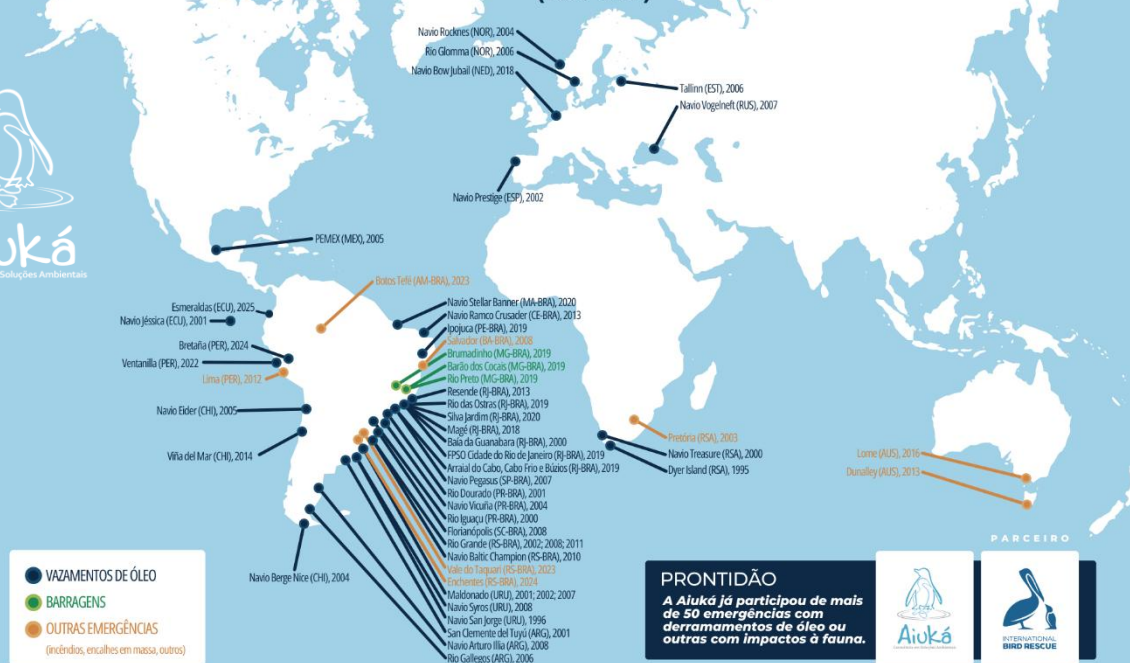 Navio Rocknes (NOR), 2004
Rio Glomma (NOR), 2006
Navio Bow Jubail (NED), 2018
Tallinn (EST), 2006
Navio Vogelneft (RUS), 2007
Navio Prestige (ESP), 2002
uká
Soluções Ambientais
PEMEX (MEX), 2005
Botos Tefé (AM-BRA), 2023
Esmeraldas (ECU), 2025
Navio Jéssica (ECU), 2001
Bretaña (PER), 2024
Ventanilla (PER), 2022
Lima (PER), 2012
Navio Eider (CHI), 2005
Viña del Mar (CHI), 2014
Navio Berge Nice (CHI), 2004
Navio Stellar Banner (MA-BRA), 2020
Navio Ramco Crusader (CE-BRA), 2013
Ipojuca (PE-BRA), 2019
Salvador (BA-BRA), 2008
Brumadinho (MG-BRA), 2019
Barão dos Cocais (MG-BRA), 2019
Rio Preto (MG-BRA), 2019
Resende (RJ-BRA), 2013
Rio das Ostras (RJ-BRA), 2019
Silva Jardim (RJ-BRA), 2020
Magé (RJ-BRA), 2018
Baía da Guanabara (RJ-BRA), 2000
FPSO Cidade do Rio de Janeiro (RJ-BRA), 2019
Arraial do Cabo, Cabo Frio e Búzios (RJ-BRA), 2019
Navio Pegasus (SP-BRA), 2007
Rio Dourado (PR-BRA), 2001
Navio Vicuña (PR-BRA), 2004
Rio Iguaçu (PR-BRA), 2000
Florianópolis (SC-BRA), 2008
Rio Grande (RS-BRA), 2002; 2008; 2011
Navio Baltic Champion (RS-BRA), 2010
Vale do Taquari (RS-BRA), 2023
Enchentes (RS-BRA), 2024
Maldonado (URU), 2001; 2002; 2007
Navio Syros (URU), 2008
Navio San Jorge (URU), 1996
San Clemente del Tuyú (ARG), 2001
Navio Arturo Illia (ARG), 2008
Rio Gallegos (ARG), 2006
Pretória (RSA), 2003
Navio Treasure (RSA), 2000
Dyer Island (RSA), 1995
Lorne (AUS), 2016
Dunalley (AUS), 2013
VAZAMENTOS DE ÓLEO
BARRAGENS
OUTRAS EMERGÊNCIAS
(incêndios, encalhes em massa, outros)
PRONTIDÃO
A Aiuká já participou de mais
de 50 emergências com
derramamentos de óleo ou
outras com impactos à fauna.
PARCEIRO
Aiuká
INTERNATIONAL
BIRD RESCUE